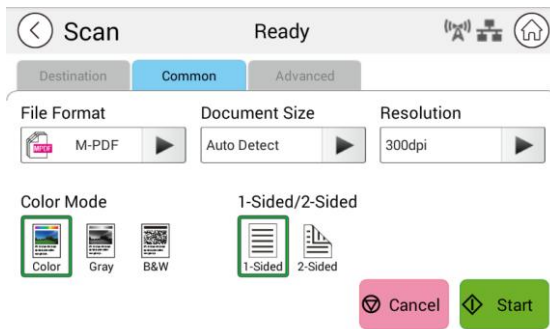 Scan Ready
Destination Common Advanced
File Format Document Size Resolution
MPDF M-PDF Auto Detect 300dpi
Color Mode 1-Sided/2-Sided
Color Gray B&W 1-Sided 2-Sided
Cancel Start